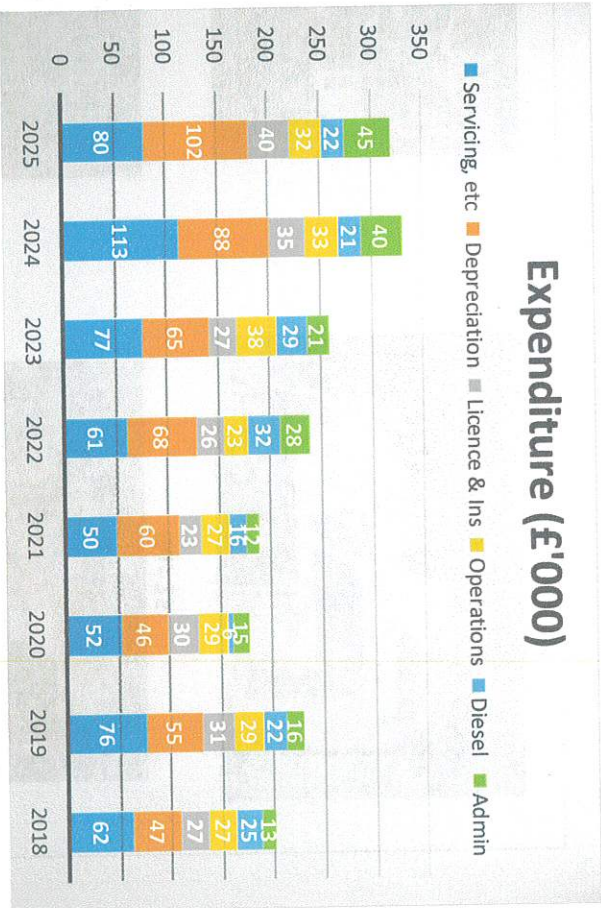 Expenditure (£'000)
Servicing, etc Depreciation Licence & Ins Operations Diesel Admin
350
300
250
200
150
100
50
0
45 40 21 28 12 15 16 13
22 21 29 32 16 6 22 25
32 33 38 23 27 29 29 27
40 35 27 26 23 30 31 27
102 88 65 68 60 46 55 47
80 113 77 61 50 52 76 62
2025 2024 2023 2022 2021 2020 2019 2018